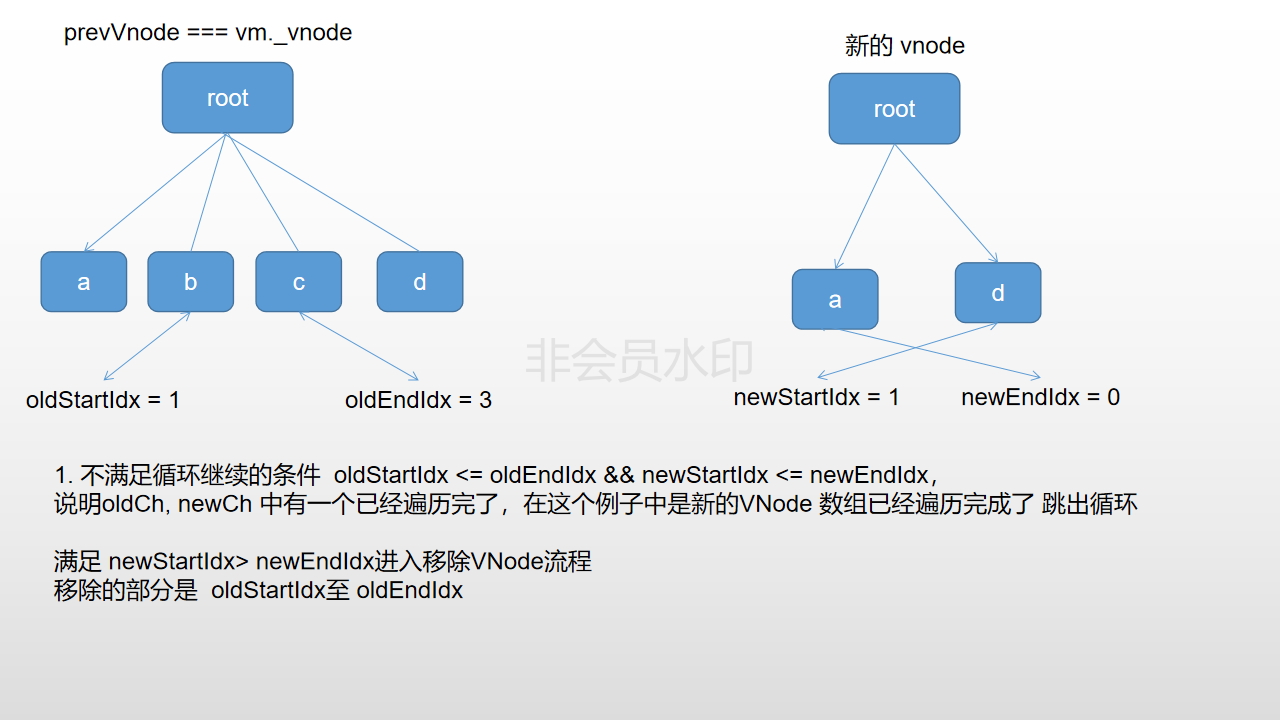 prevVnode === vm._vnode
新的 vnode
root
root
a
b
c
d
a
d
非会员水印
oldStartIdx = 1
oldEndIdx = 3
newStartIdx = 1
newEndIdx = 0
1. 不满足循环继续的条件 oldStartIdx <= oldEndIdx && newStartIdx <= newEndIdx，
说明oldCh, newCh 中有一个已经遍历完了，在这个例子中是新的VNode 数组已经遍历完成了 跳出循环
满足 newStartIdx> newEndIdx进入移除VNode流程
移除的部分是 oldStartIdx至 oldEndIdx